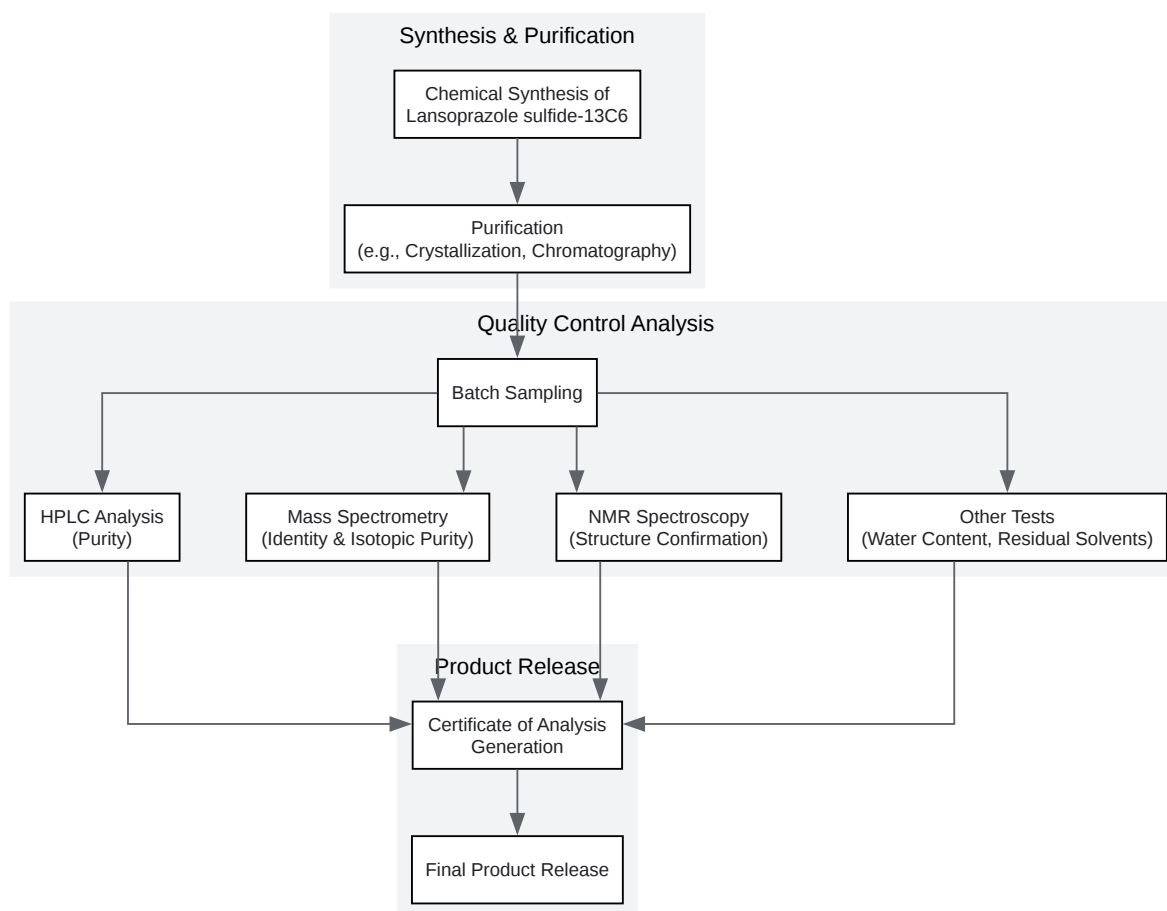 Synthesis & Purification
Chemical Synthesis of
Lansoprazole sulfide-13C6
Purification
(e.g., Crystallization, Chromatography)
Quality Control Analysis
Batch Sampling
HPLC Analysis
(Purity)
Mass Spectrometry
(Identity & Isotopic Purity)
NMR Spectroscopy
(Structure Confirmation)
Other Tests
(Water Content, Residual Solvents)
Product Release
Certificate of Analysis
Generation
Final Product Release